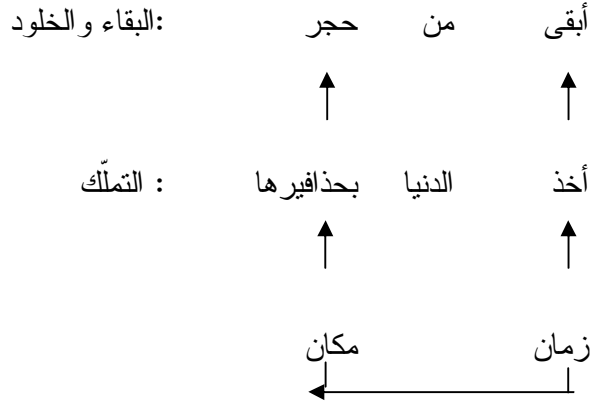 أبقى من حجر :البقاء والخلود
أخذ الدنيا بحذافيرها : التملّك
زمان مكان